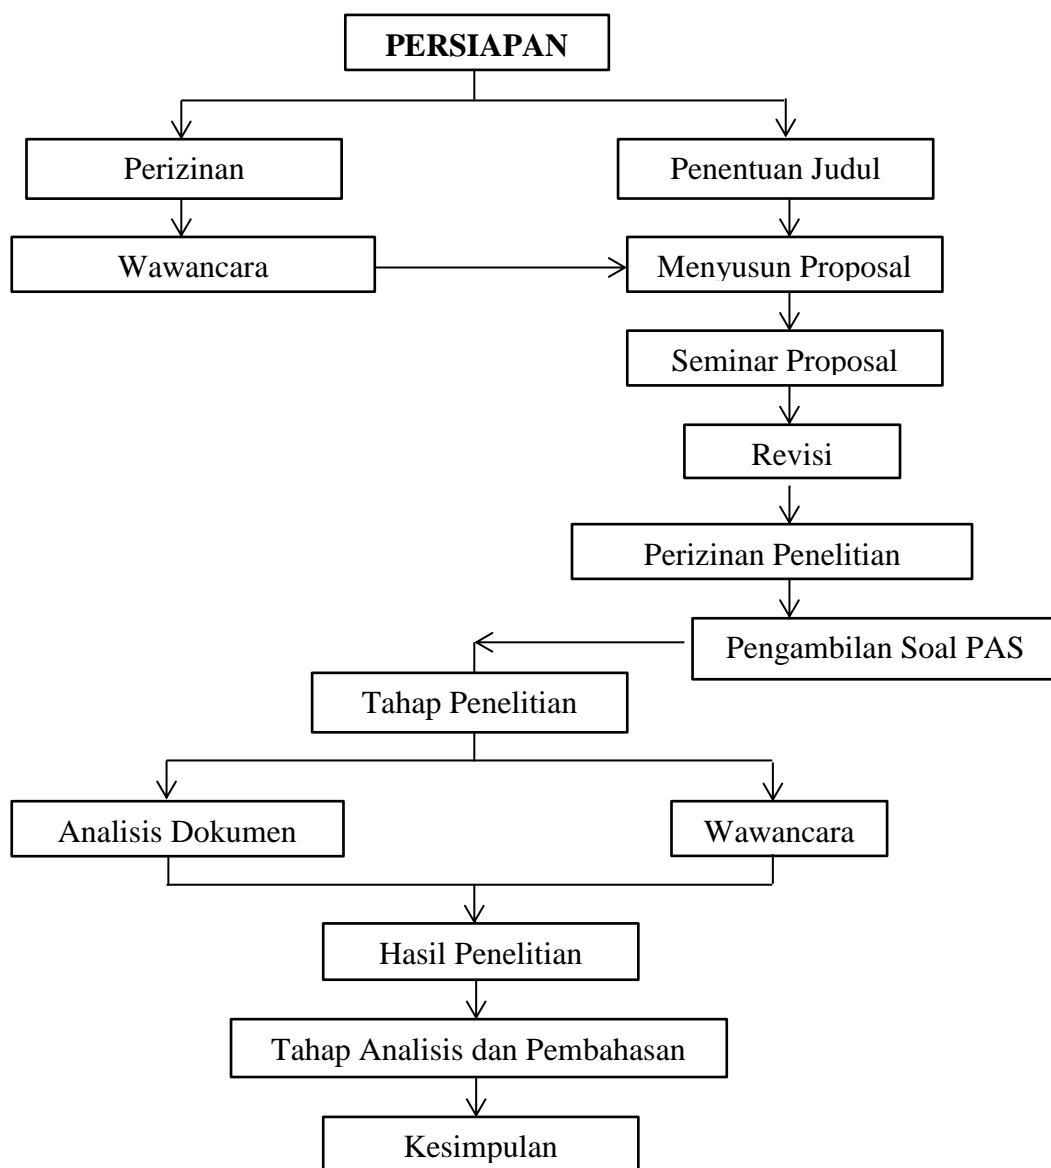 PERSIAPAN
Perizinan
Penentuan Judul
Wawancara
Menyusun Proposal
Seminar Proposal
Revisi
Perizinan Penelitian
Pengambilan Soal PAS
Tahap Penelitian
Analisis Dokumen
Wawancara
Hasil Penelitian
Tahap Analisis dan Pembahasan
Kesimpulan